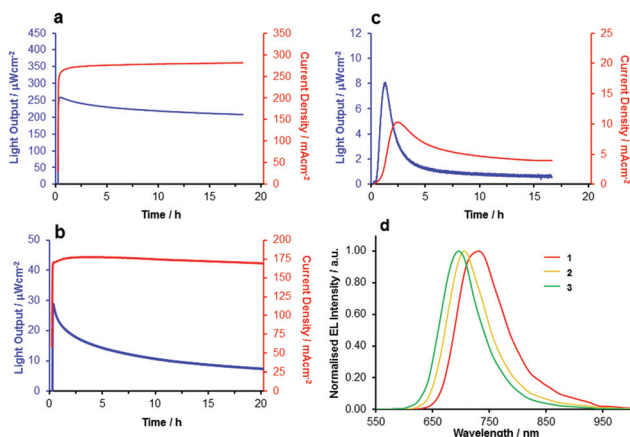 a
Light Output / μWcm-2
450
400
350
300
250
200
150
100
50
0
300
250
200
150
100
50
0
Current Density / mAcm-2
0 5 10 15 20
Time / h
b
Light Output / μWcm-2
50
40
30
20
10
0
200
175
150
125
100
75
50
25
0
Current Density / mAcm-2
0 5 10 15 20
Time / h
c
Light Output / μWcm-2
12
10
8
6
4
2
0
25
20
15
10
5
0
Current Density / mAcm-2
0 5 10 15 20
Time / h
d
Normalised EL Intensity / a.u.
1.00
0.80
0.60
0.40
0.20
0.00
1
2
3
550 650 750 850 950
Wavelength / nm